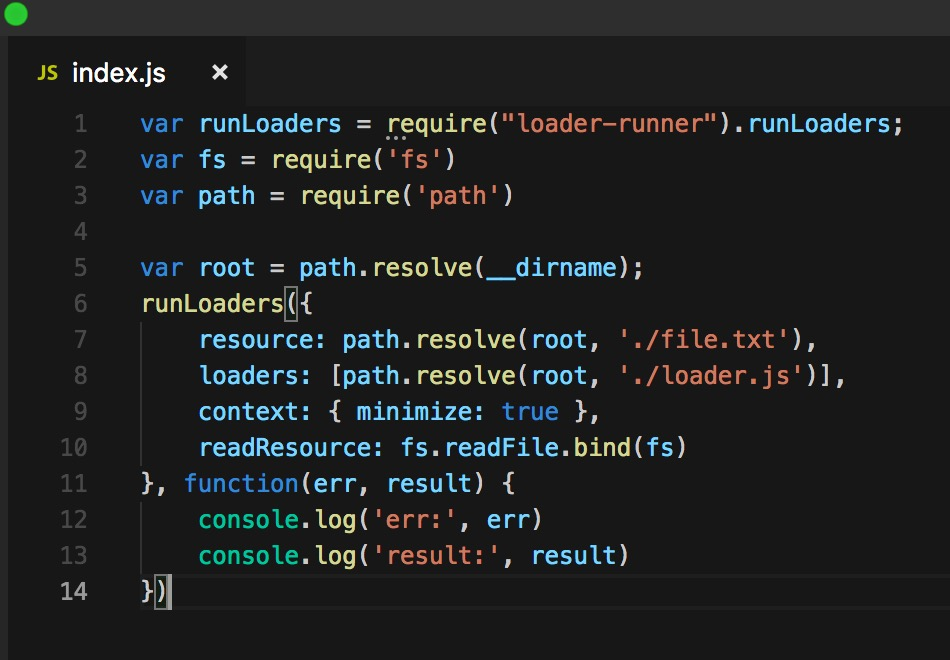 JS index.js ×
1 var runLoaders = require("loader-runner").runLoaders;
2 var fs = require('fs')
3 var path = require('path')
4
5 var root = path.resolve(__dirname);
6 runLoaders({
7     resource: path.resolve(root, './file.txt'),
8     loaders: [path.resolve(root, './loader.js')],
9     context: { minimize: true },
10     readResource: fs.readFile.bind(fs)
11 }, function(err, result) {
12     console.log('err:', err)
13     console.log('result:', result)
14 })